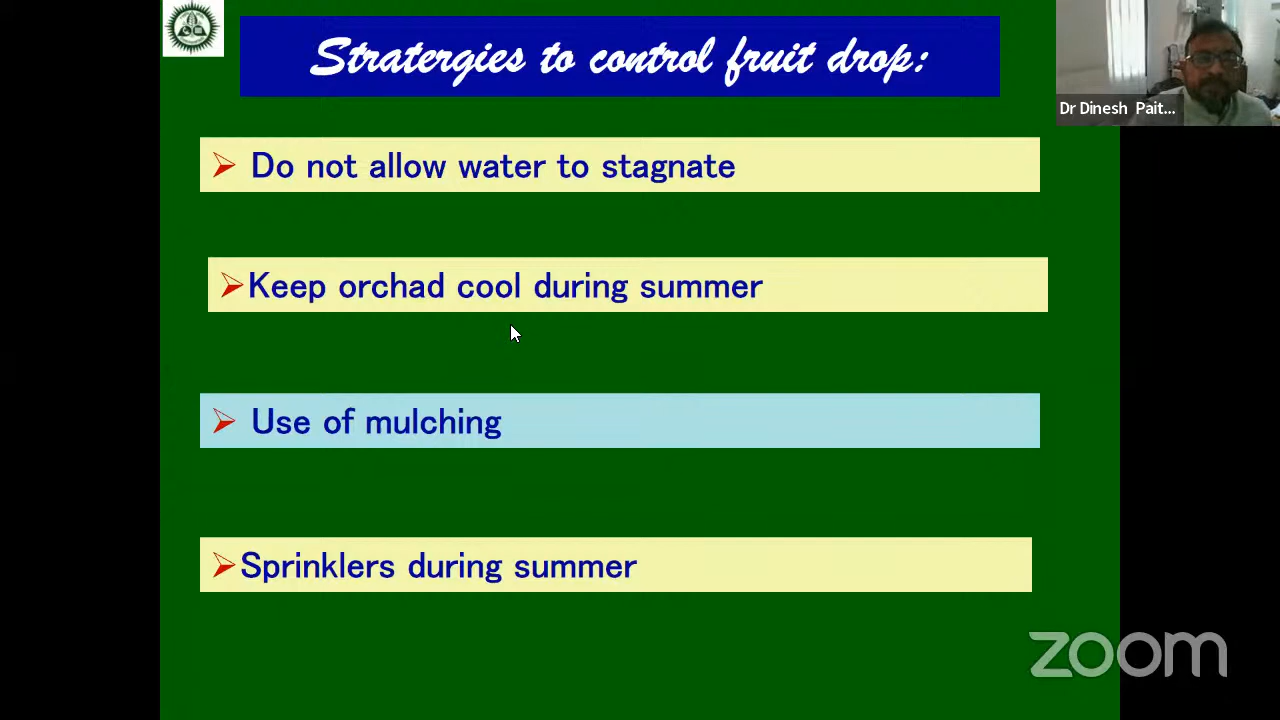 Stratergies to control fruit drop:
Dr Dinesh Pait...
Do not allow water to stagnate
Keep orchad cool during summer
Use of mulching
Sprinklers during summer
zoom